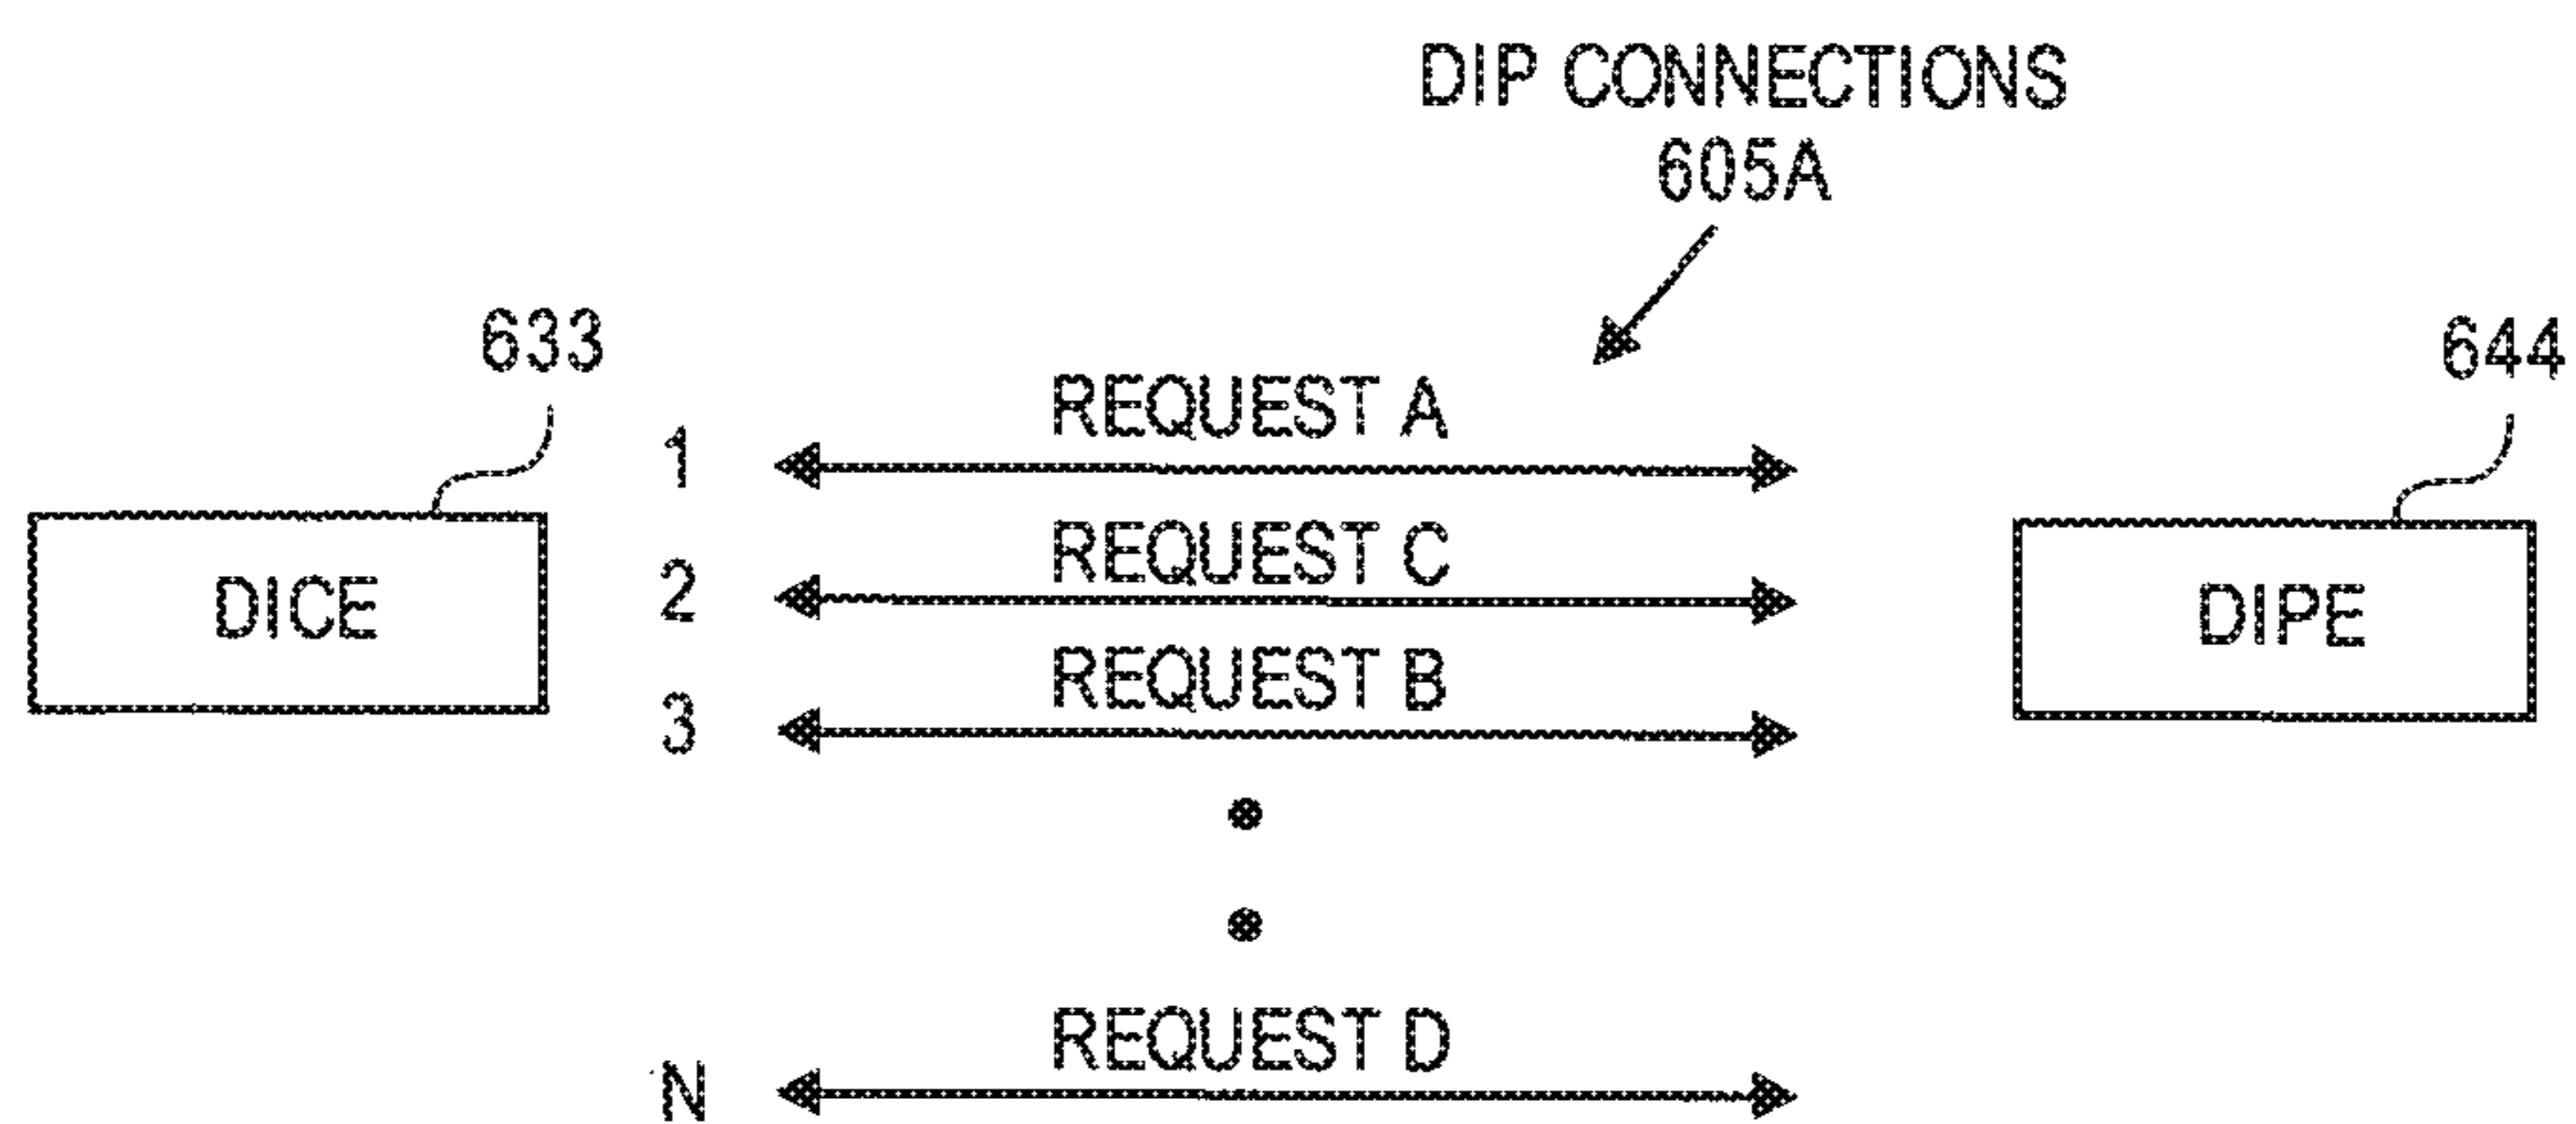 DIP CONNECTIONS
605A
633
644
REQUEST A
1
REQUEST C
2
DICE
DIPE
REQUEST B
3
REQUEST D
N